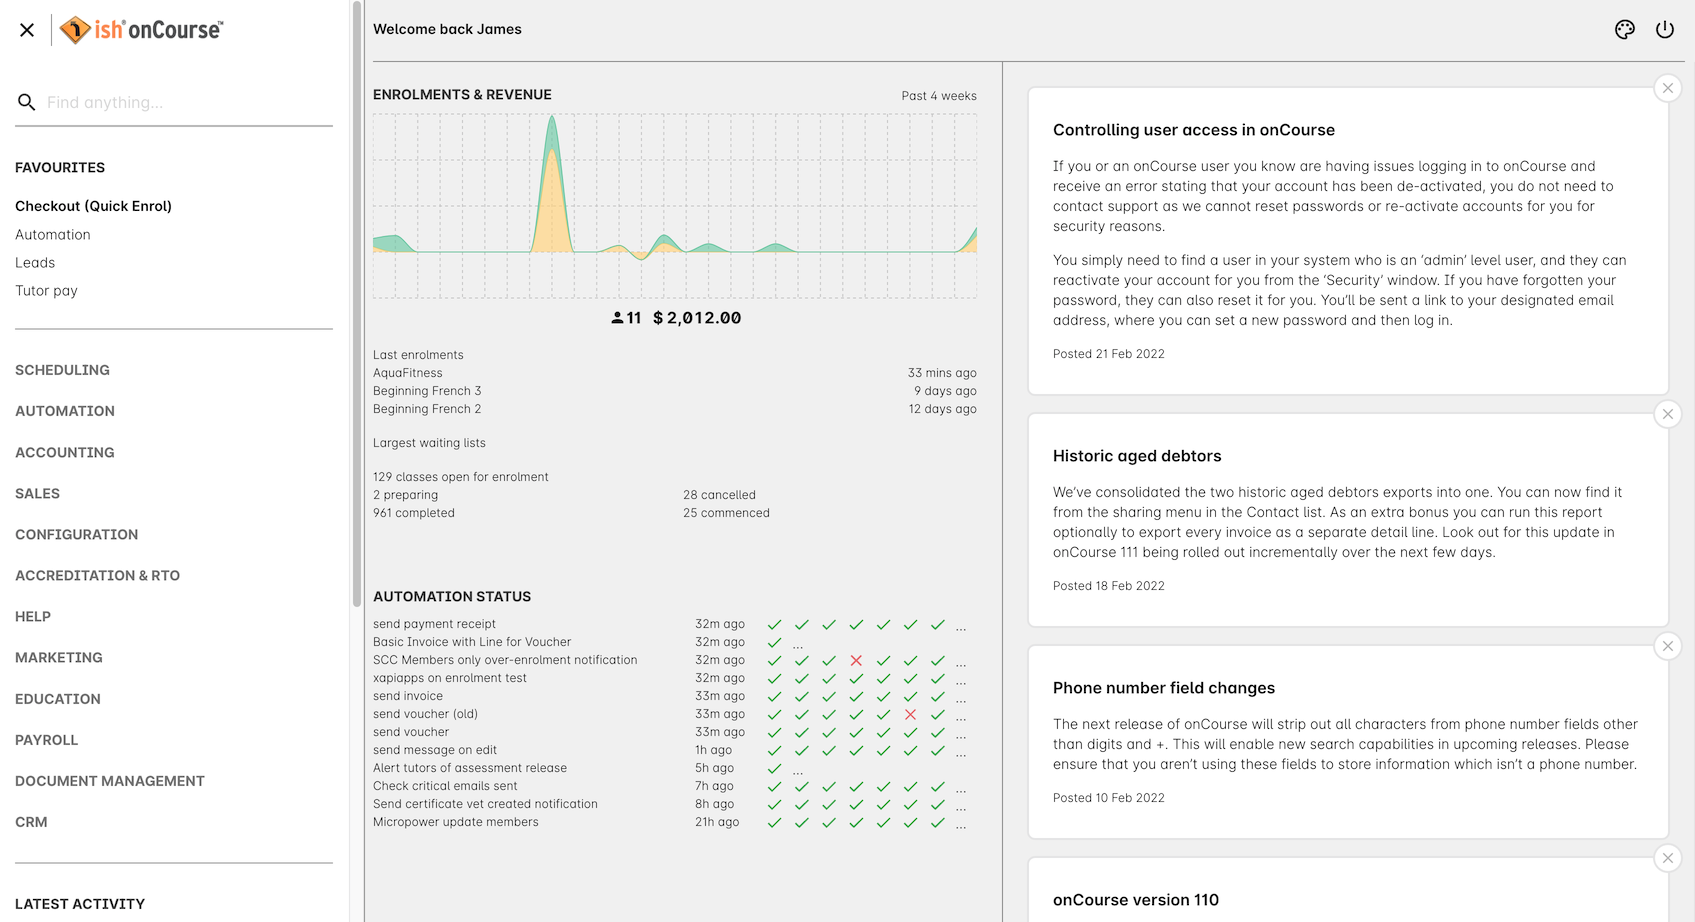 ish® onCourse™
Find anything...
FAVOURITES
Checkout (Quick Enrol)
Automation
Leads
Tutor pay
SCHEDULING
AUTOMATION
ACCOUNTING
SALES
CONFIGURATION
ACCREDITATION & RTO
HELP
MARKETING
EDUCATION
PAYROLL
DOCUMENT MANAGEMENT
CRM
LATEST ACTIVITY
Welcome back James
ENROLMENTS & REVENUE Past 4 weeks
11 $ 2,012.00
Last enrolments
AquaFitness 33 mins ago
Beginning French 3 9 days ago
Beginning French 2 12 days ago
Largest waiting lists
129 classes open for enrolment
2 preparing 28 cancelled
961 completed 25 commenced
AUTOMATION STATUS
send payment receipt 32m ago ...
Basic Invoice with Line for Voucher 32m ago ...
SCC Members only over-enrolment notification 32m ago ...
xapiapps on enrolment test 32m ago ...
send invoice 33m ago ...
send voucher (old) 33m ago ...
send voucher 33m ago ...
send message on edit 1h ago ...
Alert tutors of assessment release 5h ago ...
Check critical emails sent 7h ago ...
Send certificate vet created notification 8h ago ...
Micropower update members 21h ago ...
Controlling user access in onCourse
If you or an onCourse user you know are having issues logging in to onCourse and
receive an error stating that your account has been de-activated, you do not need to
contact support as we cannot reset passwords or re-activate accounts for you for
security reasons.
You simply need to find a user in your system who is an ‘admin’ level user, and they can
reactivate your account for you from the ‘Security’ window. If you have forgotten your
password, they can also reset it for you. You’ll be sent a link to your designated email
address, where you can set a new password and then log in.
Posted 21 Feb 2022
Historic aged debtors
We’ve consolidated the two historic aged debtors exports into one. You can now find it
from the sharing menu in the Contact list. As an extra bonus you can run this report
optionally to export every invoice as a separate detail line. Look out for this update in
onCourse 111 being rolled out incrementally over the next few days.
Posted 18 Feb 2022
Phone number field changes
The next release of onCourse will strip out all characters from phone number fields other
than digits and +. This will enable new search capabilities in upcoming releases. Please
ensure that you aren’t using these fields to store information which isn’t a phone number.
Posted 10 Feb 2022
onCourse version 110